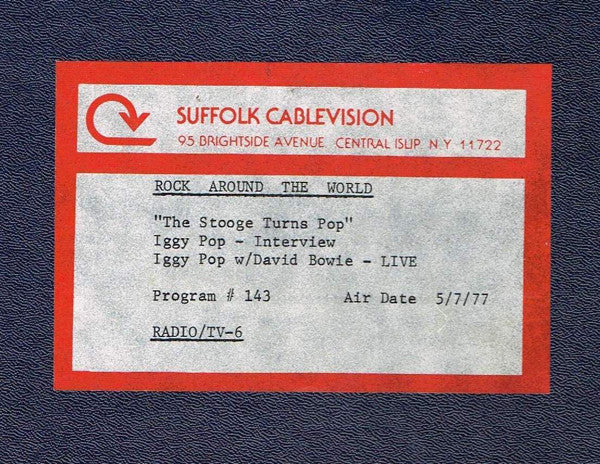 SUFFOLK CABLEVISION
95 BRIGHTSIDE AVENUE, CENTRAL ISLIP, N.Y. 11722
ROCK AROUND THE WORLD
"The Stooge Turns Pop"
Iggy Pop - Interview
Iggy Pop w/David Bowie - LIVE
Program # 143 Air Date 5/7/77
RADIO/TV-6